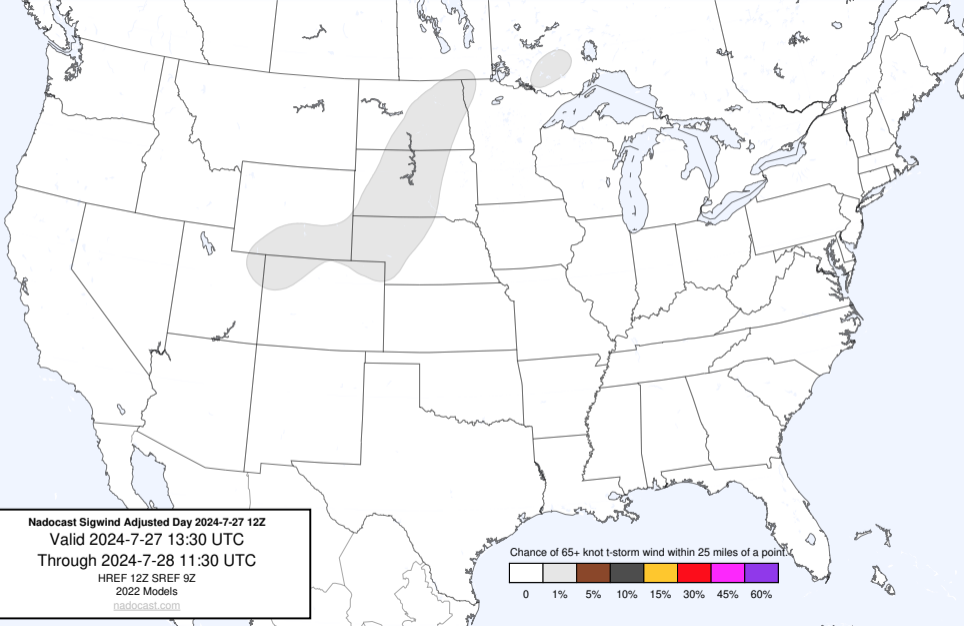 Nadocast Sigwind Adjusted Day 2024-7-27 12Z
Valid 2024-7-27 13:30 UTC
Through 2024-7-28 11:30 UTC
HREF 12Z SREF 9Z
2022 Models
nadocast.com
Chance of 65+ knot t-storm wind within 25 miles of a point.
0 1% 5% 10% 15% 30% 45% 60%